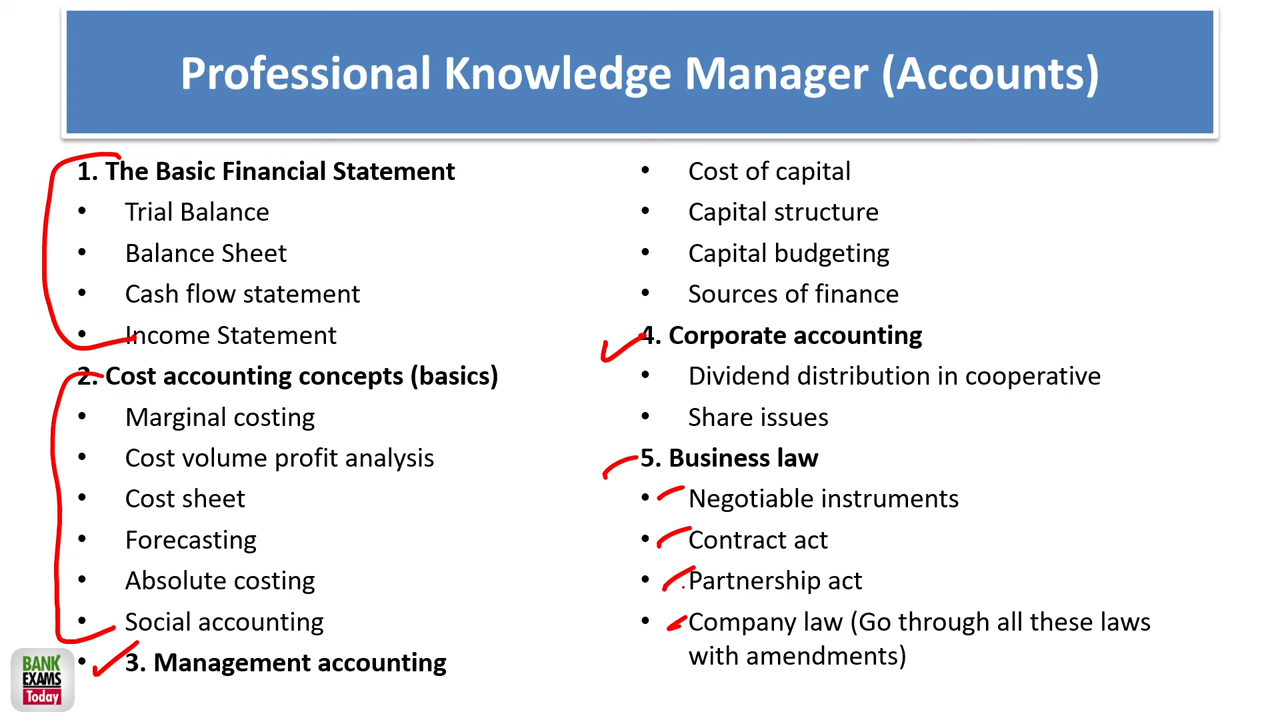 Professional Knowledge Manager (Accounts)
1. The Basic Financial Statement
• Trial Balance
• Balance Sheet
• Cash flow statement
• Income Statement
2. Cost accounting concepts (basics)
• Marginal costing
• Cost volume profit analysis
• Cost sheet
• Forecasting
• Absolute costing
• Social accounting
• 3. Management accounting
• Cost of capital
• Capital structure
• Capital budgeting
• Sources of finance
4. Corporate accounting
• Dividend distribution in cooperative
• Share issues
5. Business law
• Negotiable instruments
• Contract act
• Partnership act
• Company law (Go through all these laws
with amendments)
BANK
EXAMS
Today